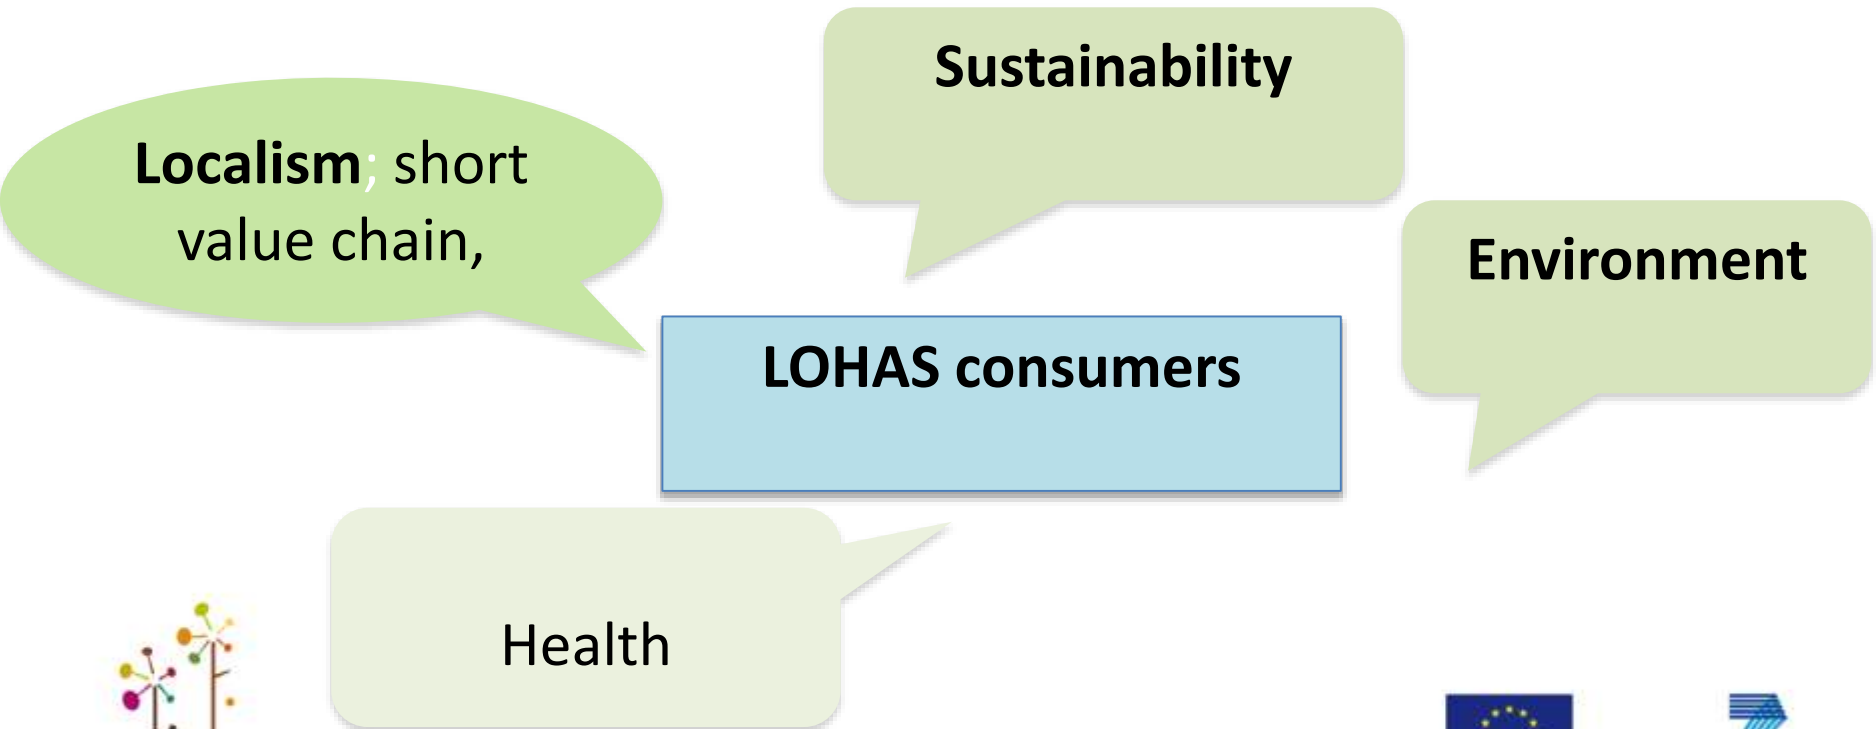 Sustainability
Localism; short
value chain,
Environment
LOHAS consumers
Health